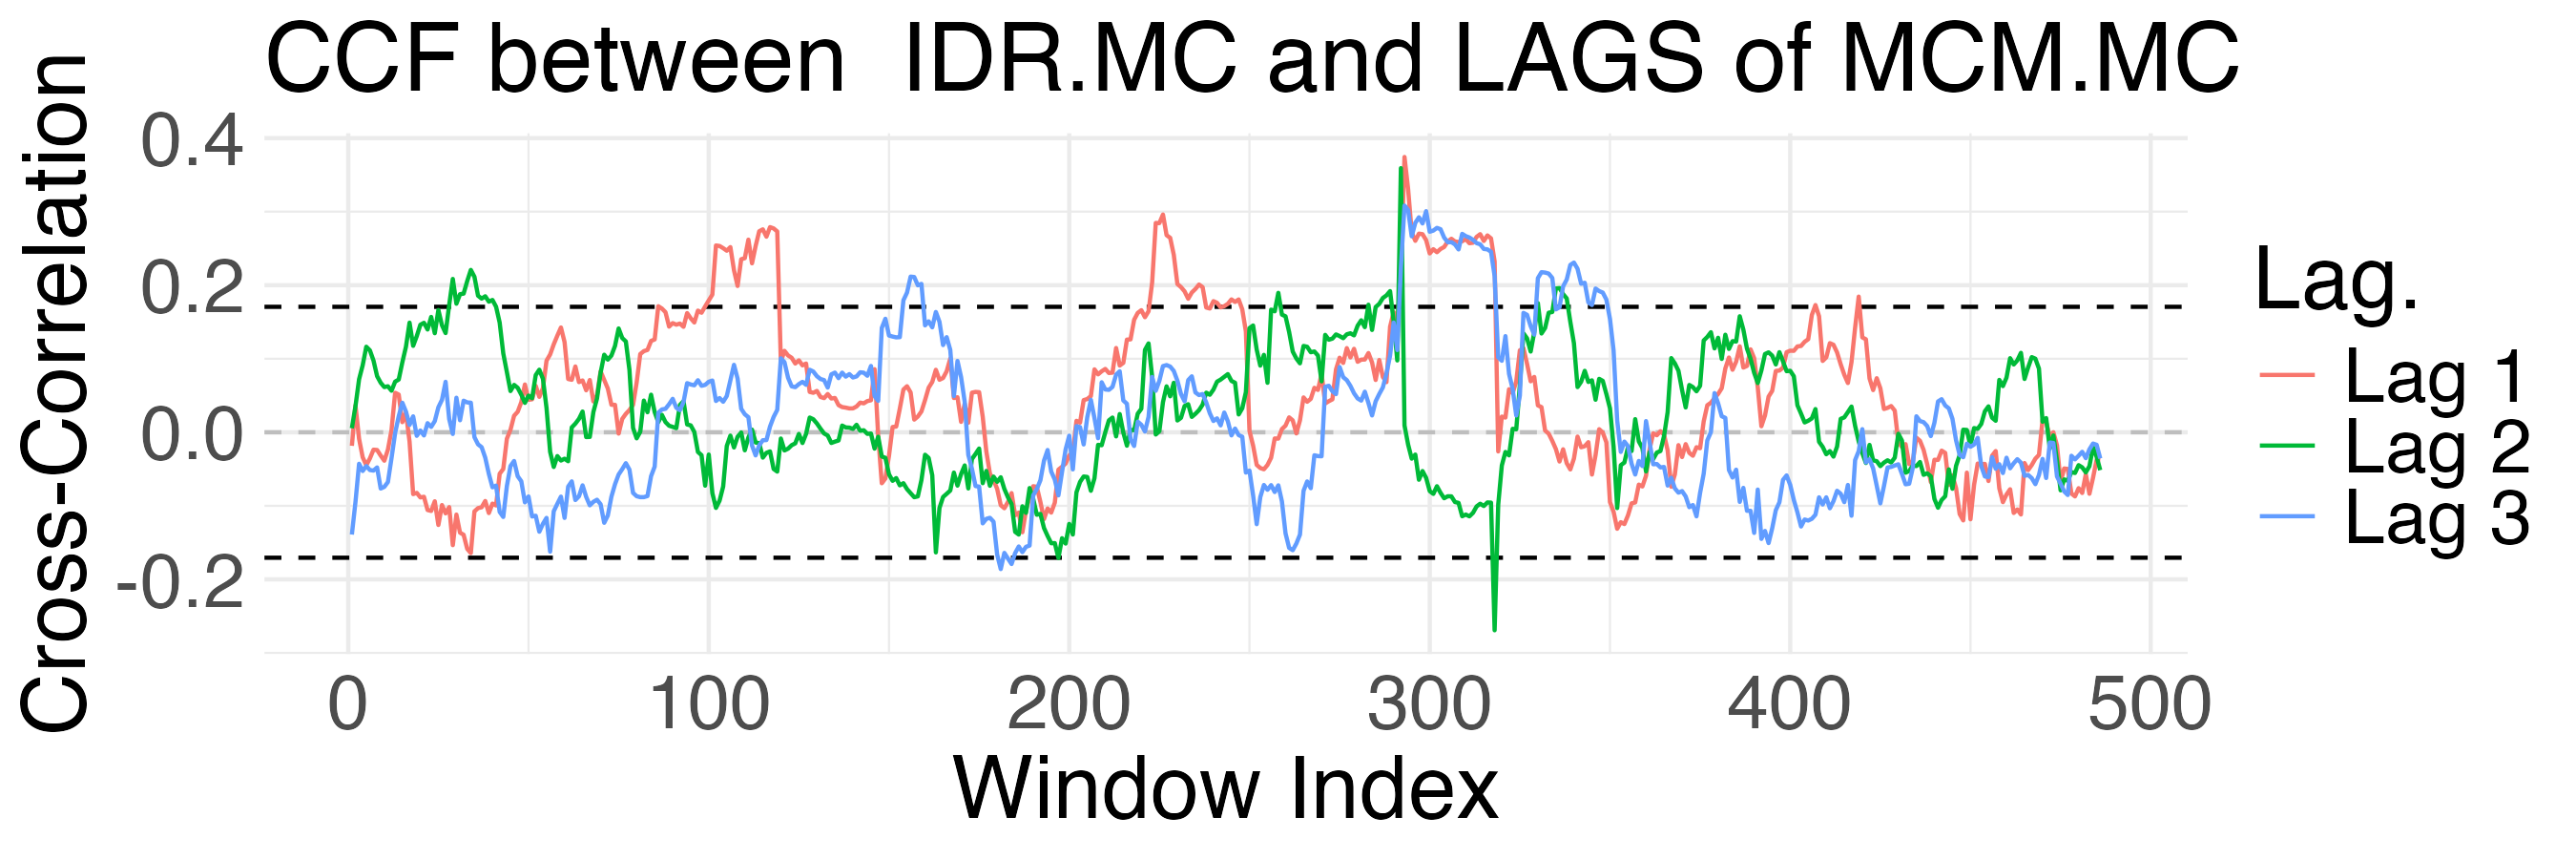 CCF between  IDR.MC and LAGS of MCM.MC
Cross-Correlation
0.4
0.2
0.0
-0.2
0 100 200 300 400 500
Window Index
Lag.
Lag 1
Lag 2
Lag 3